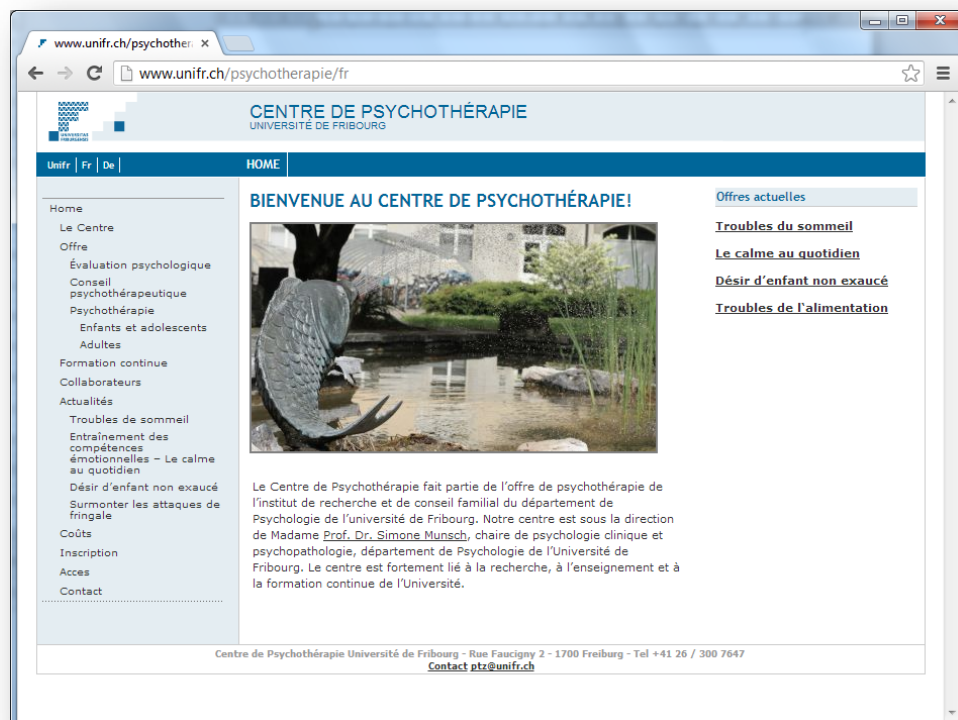 www.unifr.ch/psychother
www.unifr.ch/psychotherapie/fr
UNIVERSITAS
FRIBURGENSIS
CENTRE DE PSYCHOTHÉRAPIE
UNIVERSITÉ DE FRIBOURG
Unifr | Fr | De |
HOME
Home
Le Centre
Offre
Évaluation psychologique
Conseil
psychothérapeutique
Psychothérapie
Enfants et adolescents
Adultes
Formation continue
Collaborateurs
Actualités
Troubles de sommeil
Entraînement des
compétences
émotionnelles – Le calme
au quotidien
Désir d’enfant non exaucé
Surmonter les attaques de
fringale
Coûts
Inscription
Acces
Contact
BIENVENUE AU CENTRE DE PSYCHOTHÉRAPIE!
Le Centre de Psychothérapie fait partie de l’offre de psychothérapie de
l’institut de recherche et de conseil familial du département de
Psychologie de l’université de Fribourg. Notre centre est sous la direction
de Madame Prof. Dr. Simone Munsch, chaire de psychologie clinique et
psychopathologie, département de Psychologie de l’Université de
Fribourg. Le centre est fortement lié à la recherche, à l’enseignement et à
la formation continue de l’Université.
Offres actuelles
Troubles du sommeil
Le calme au quotidien
Désir d’enfant non exaucé
Troubles de l‘alimentation
Centre de Psychothérapie Université de Fribourg - Rue Faucigny 2 - 1700 Freiburg - Tel +41 26 / 300 7647
Contact ptz@unifr.ch